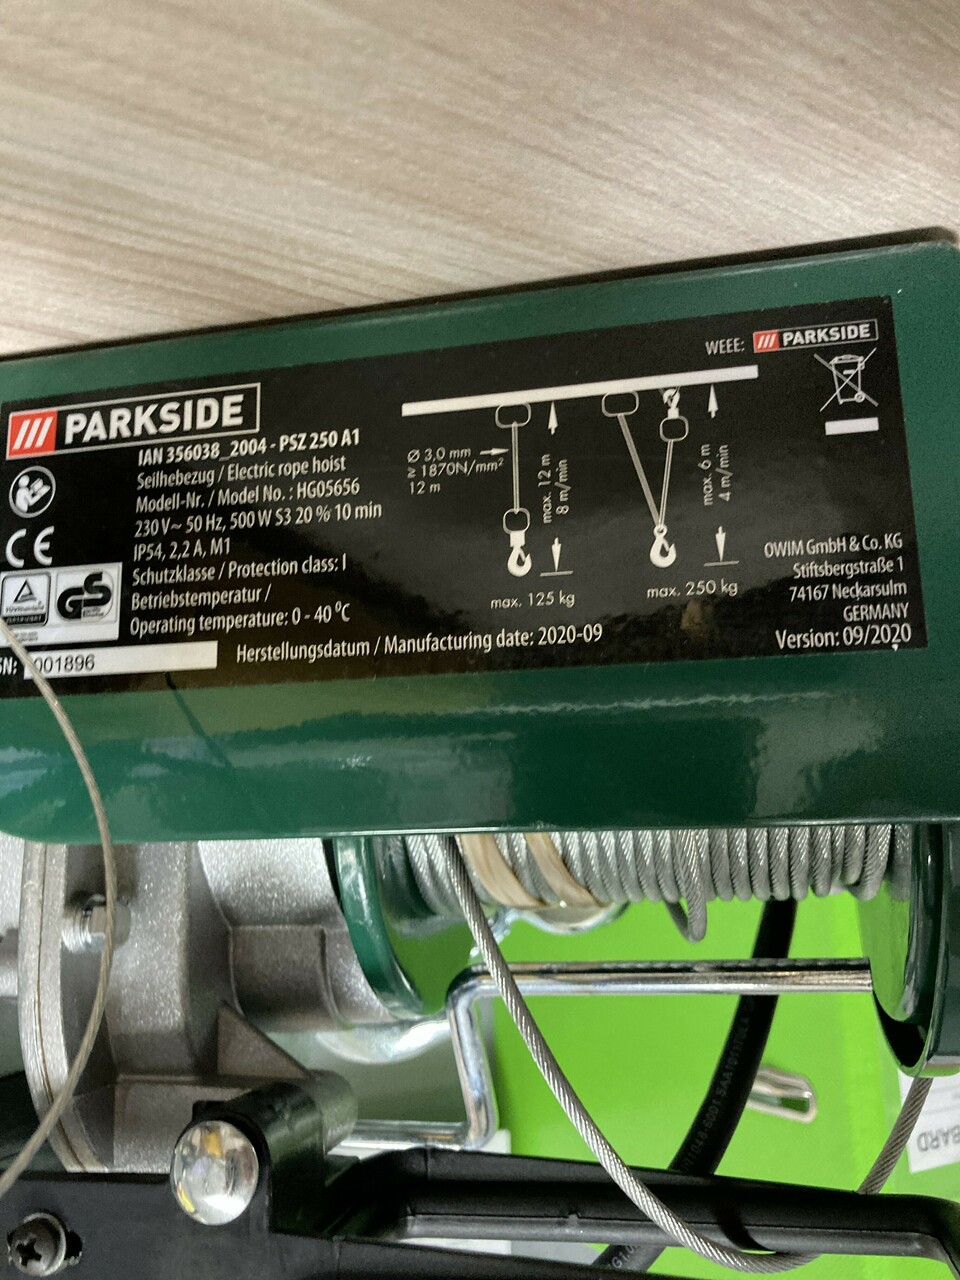 WEEE: PARKSIDE
PARKSIDE
IAN 356038_2004 - PSZ 250 A1
Seilhebezug / Electric rope hoist
Modell-Nr. / Model No. : HG05656
230 V~ 50 Hz, 500 W S3 20 % 10 min
IP54, 2,2 A, M1
Schutzklasse / Protection class: I
Betriebstemperatur /
Operating temperature: 0 - 40 °C
CE
GS
SN: 001896
Herstellungsdatum / Manufacturing date: 2020-09
Ø 3,0 mm
≥ 1870N/mm²
12 m
max. 12 m
8 m/min
max. 125 kg
max. 6 m
4 m/min
max. 250 kg
OWIM GmbH & Co. KG
Stiftsbergstraße 1
74167 Neckarsulm
GERMANY
Version: 09/2020
BARD